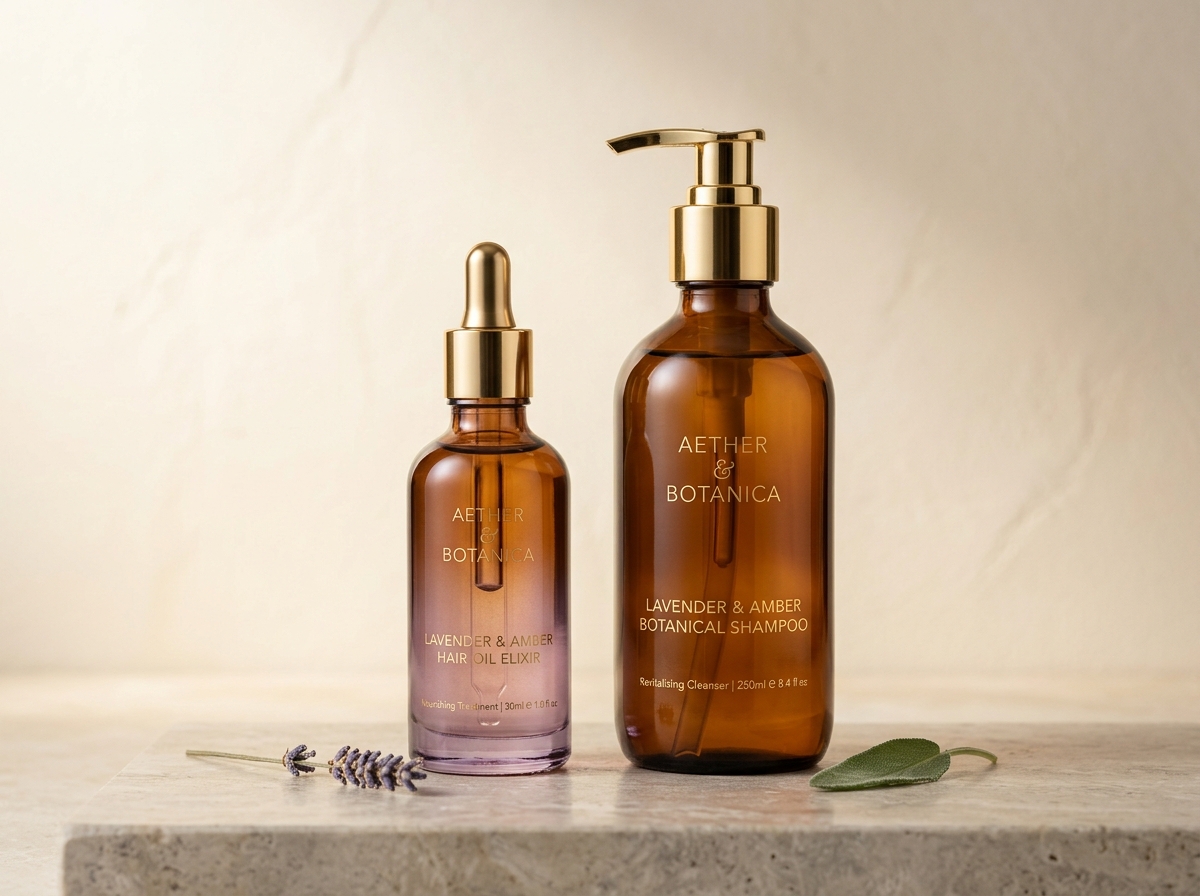 AETHER
&
BOTANICA
LAVENDER & AMBER
HAIR OIL ELIXIR
Nourishing Treatment | 30ml ℮ 1.0 fl oz
AETHER
&
BOTANICA
LAVENDER & AMBER
BOTANICAL SHAMPOO
Revitalising Cleanser | 250ml ℮ 8 4 fl es